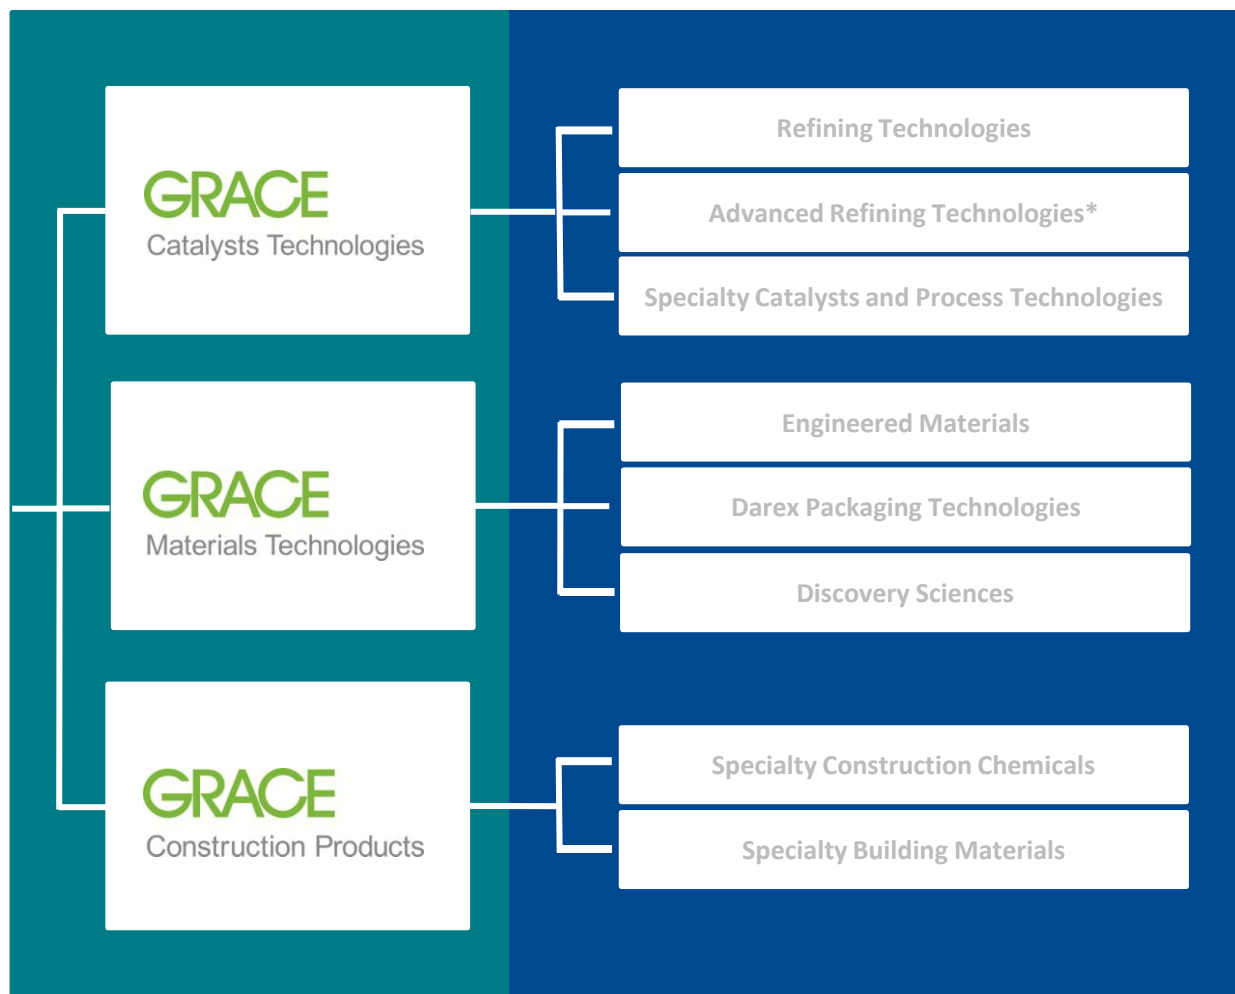 GRACE
Catalysts Technologies
Refining Technologies
Advanced Refining Technologies*
Specialty Catalysts and Process Technologies
GRACE
Materials Technologies
Engineered Materials
Darex Packaging Technologies
Discovery Sciences
GRACE
Construction Products
Specialty Construction Chemicals
Specialty Building Materials